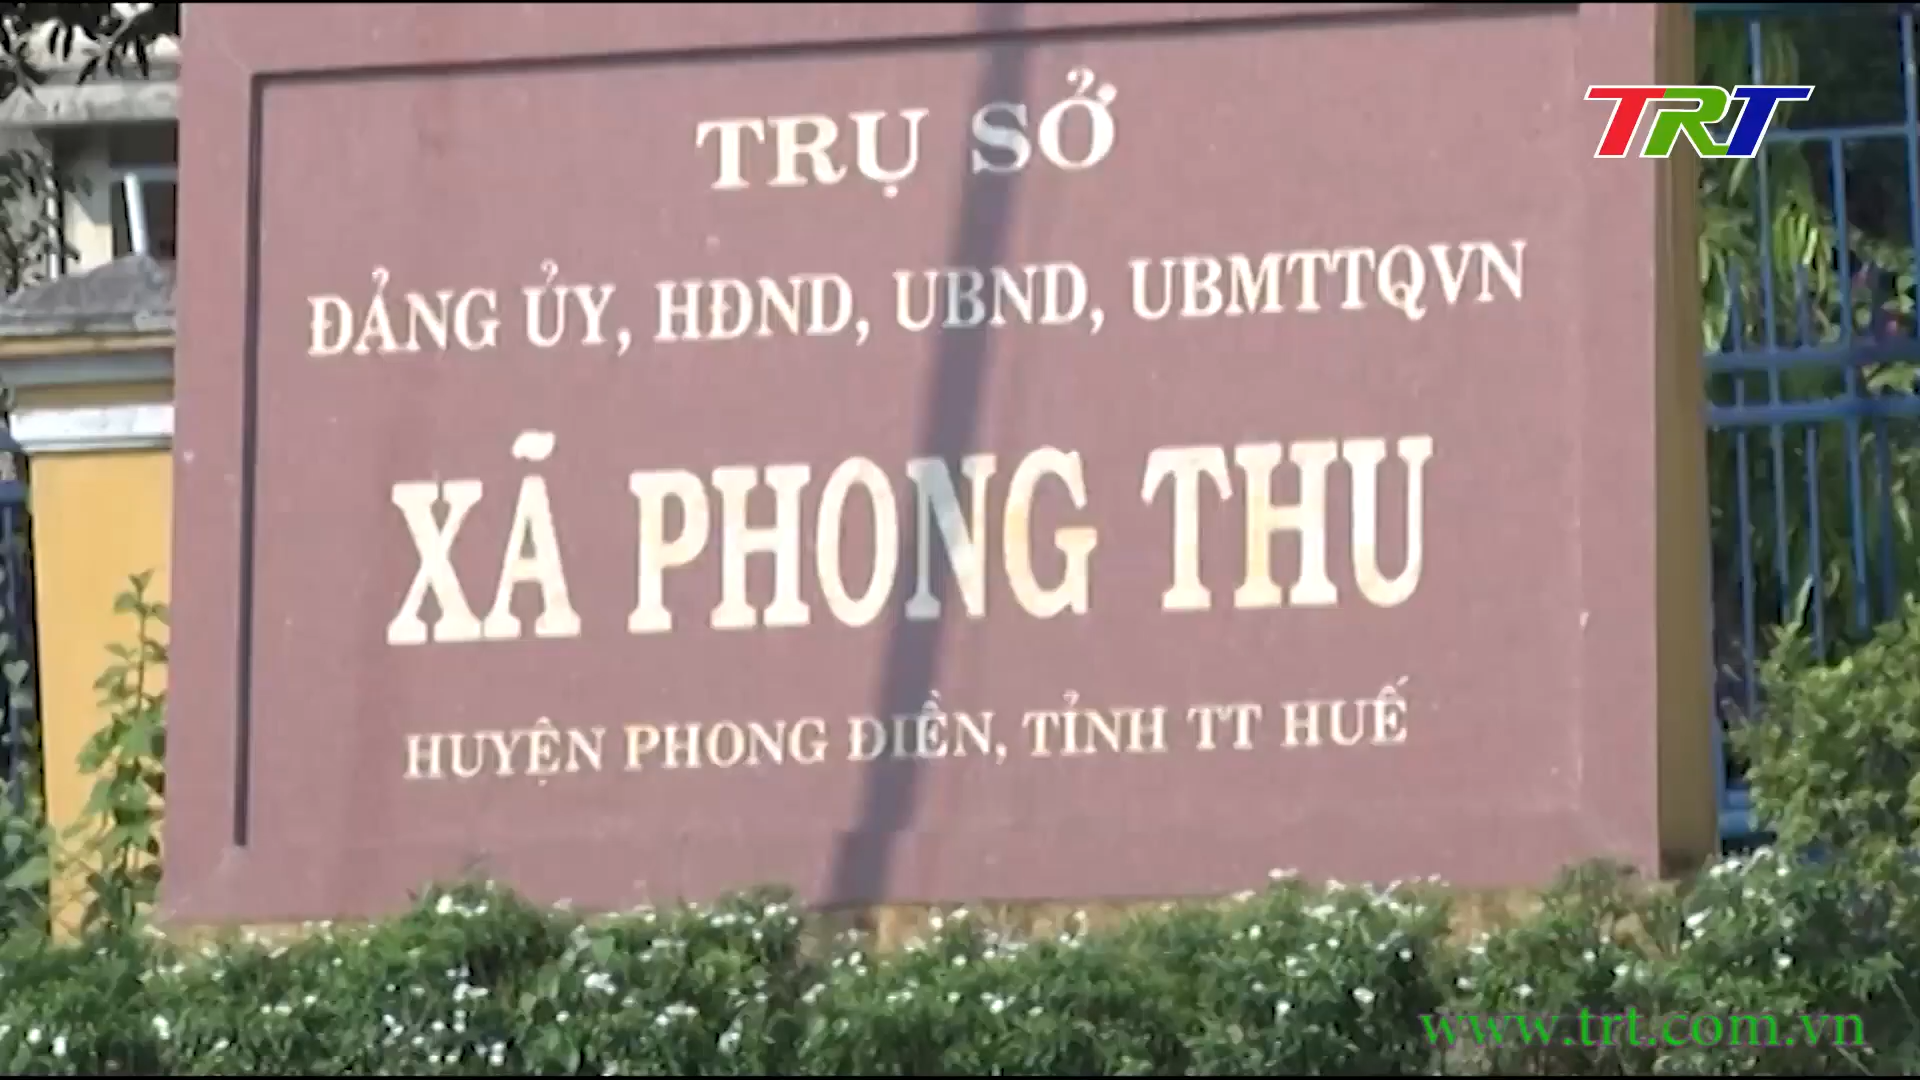 TRT
TRỤ SỞ
ĐẢNG ỦY, HĐND, UBND, UBMTTQVN
XÃ PHONG THU
HUYỆN PHONG ĐIỀN, TỈNH TT HUẾ
www.trt.com.vn